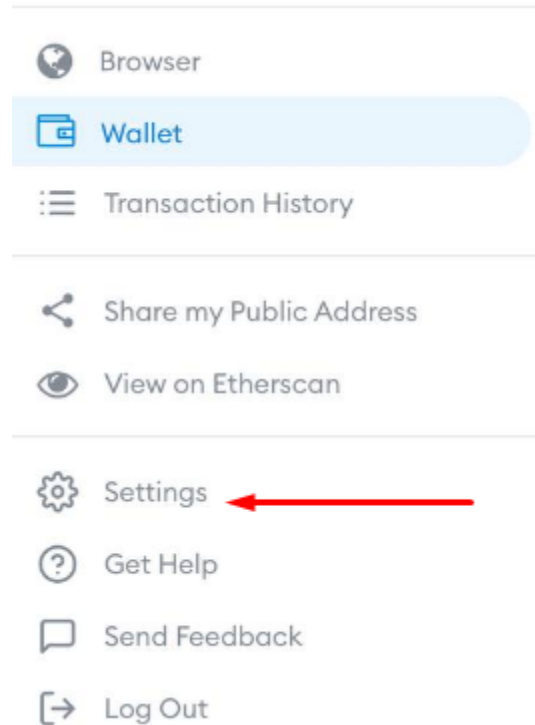 Browser
Wallet
Transaction History
Share my Public Address
View on Etherscan
Settings
Get Help
Send Feedback
Log Out